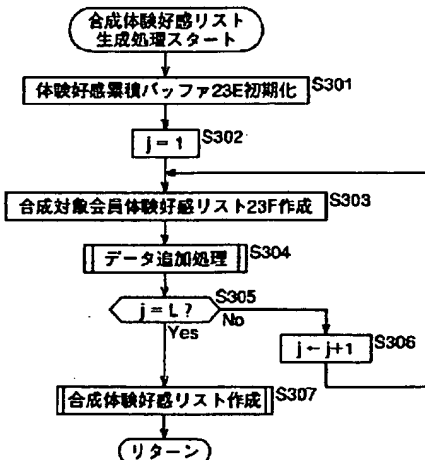 合成体験好感リスト
生成処理スタート
体験好感累積バッファ23E初期化
S301
j = 1
S302
合成対象会員体験好感リスト23F作成
S303
データ追加処理
S304
j = L ?
S305
Yes
No
j ← j+1
S306
合成体験好感リスト作成
S307
リターン